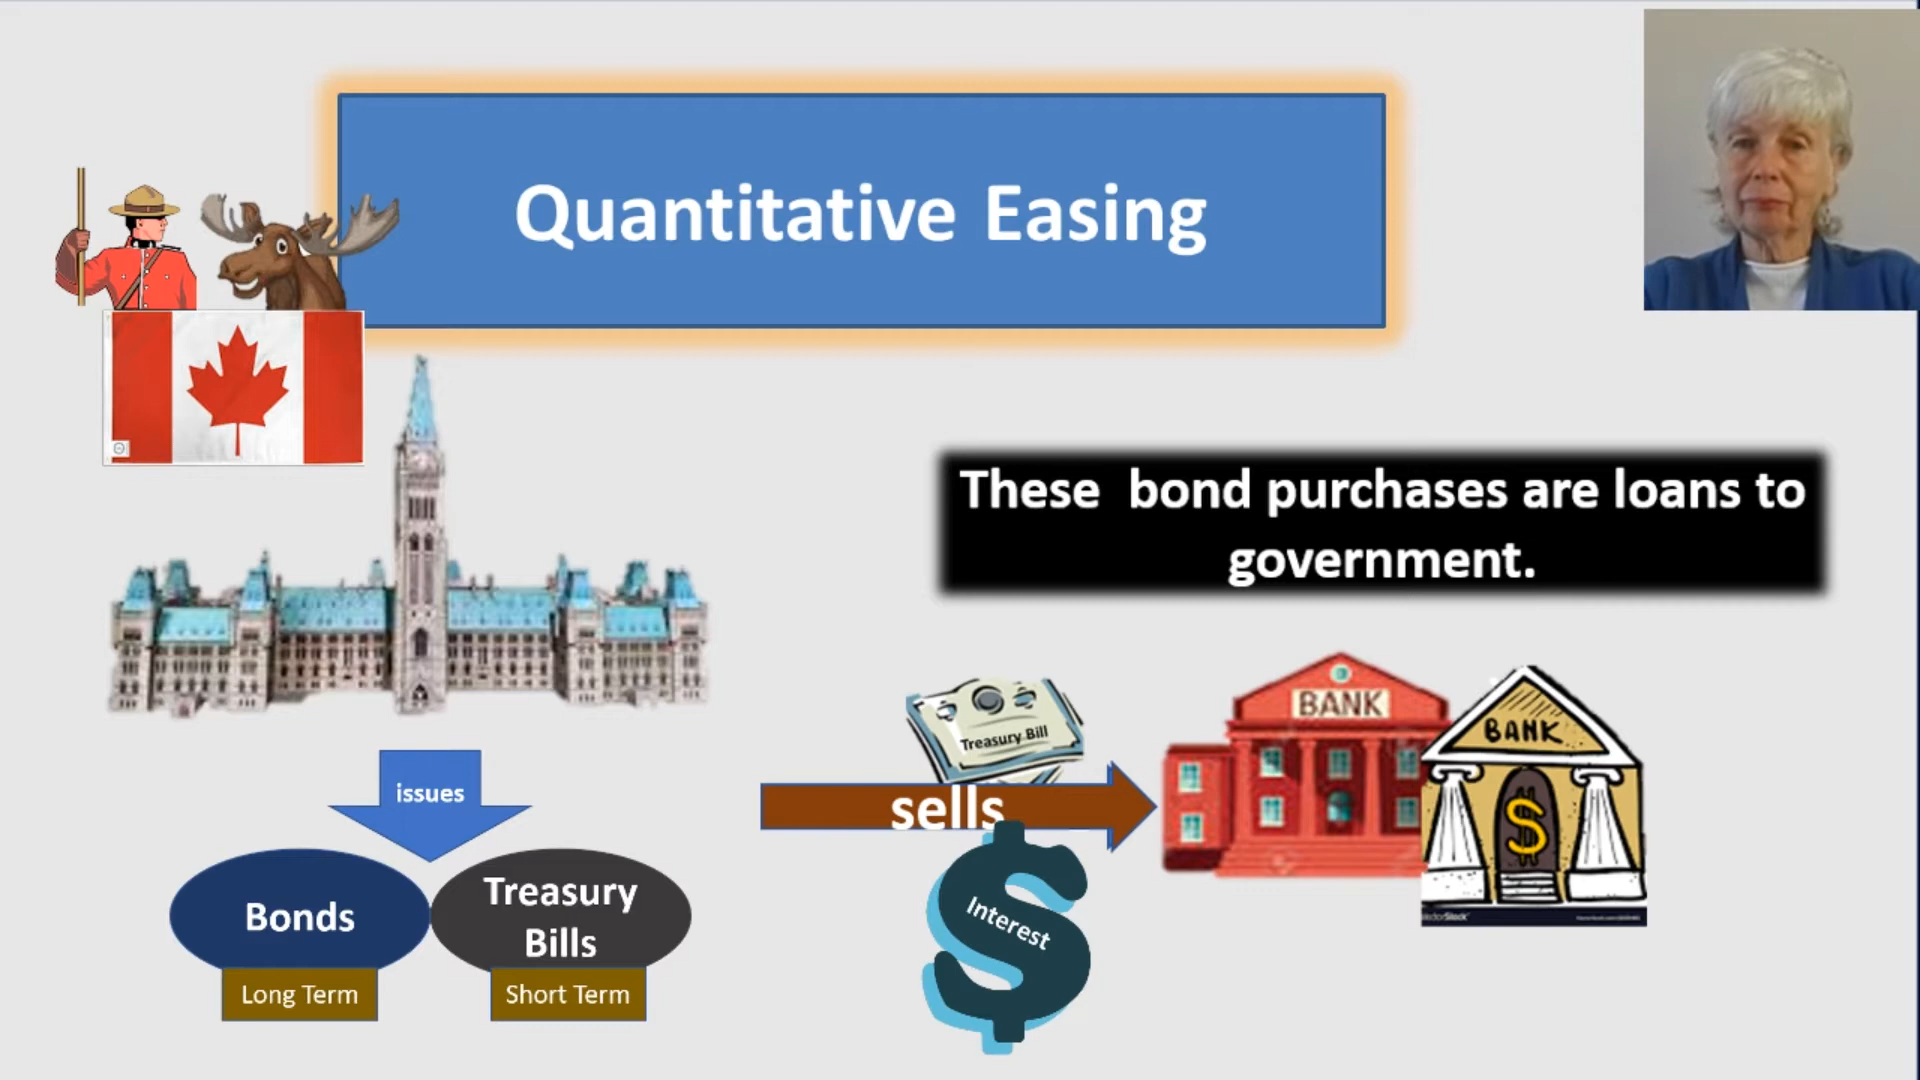 Quantitative Easing
These bond purchases are loans to
government.
BANK
BANK
Treasury Bill
issues
sells
Bonds
Treasury
Bills
Interest
Long Term
Short Term